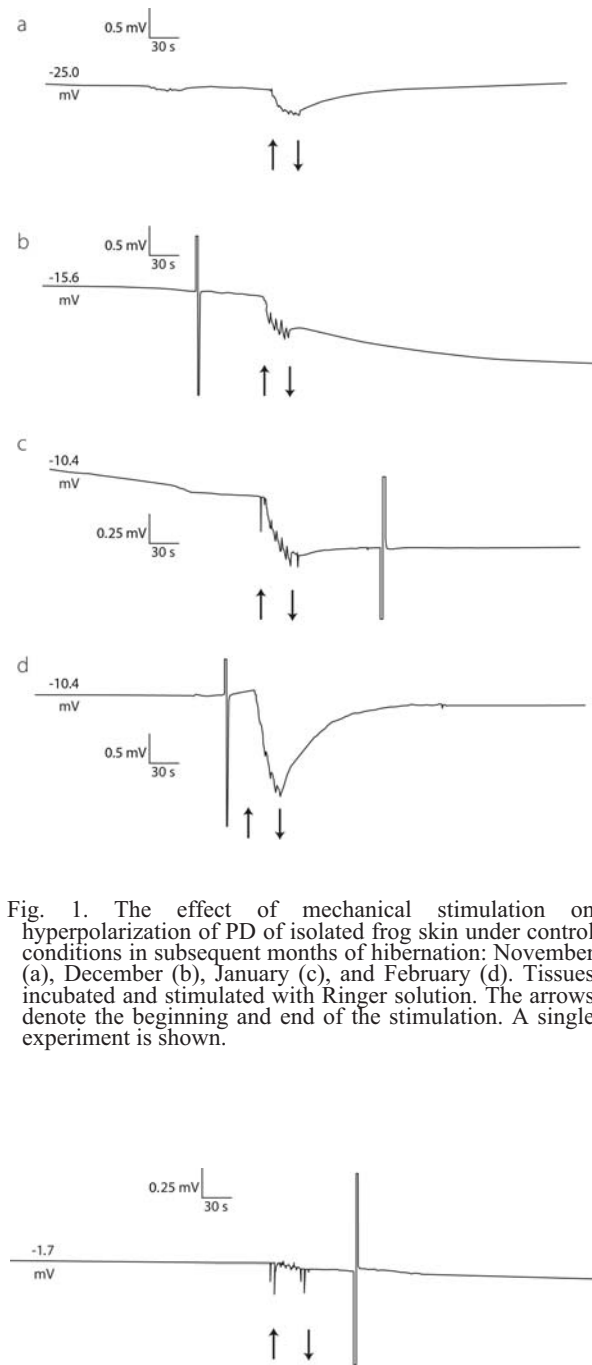 a
0.5 mV
30 s
-25.0
mV
b
0.5 mV
30 s
-15.6
mV
c
-10.4
mV
0.25 mV
30 s
d
-10.4
mV
0.5 mV
30 s
Fig. 1. The effect of mechanical stimulation on
hyperpolarization of PD of isolated frog skin under control
conditions in subsequent months of hibernation: November
(a), December (b), January (c), and February (d). Tissues
incubated and stimulated with Ringer solution. The arrows
denote the beginning and end of the stimulation. A single
experiment is shown.
0.25 mV
30 s
-1.7
mV